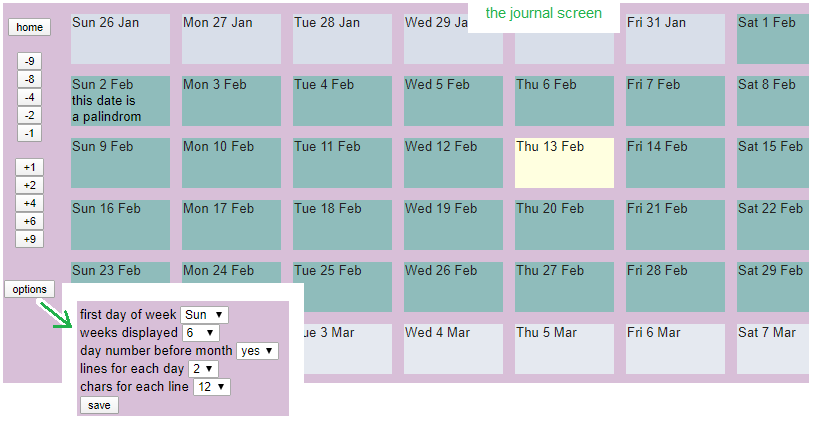 the journal screen
home
-9
-8
-4
-2
-1
+1
+2
+4
+6
+9
options
Sun 26 Jan Mon 27 Jan Tue 28 Jan Wed 29 Ja Fri 31 Jan Sat 1 Feb
Sun 2 Feb Mon 3 Feb Tue 4 Feb Wed 5 Feb Thu 6 Feb Fri 7 Feb Sat 8 Feb
this date is
a palindrom
Sun 9 Feb Mon 10 Feb Tue 11 Feb Wed 12 Feb Thu 13 Feb Fri 14 Feb Sat 15 Feb
Sun 16 Feb Mon 17 Feb Tue 18 Feb Wed 19 Feb Thu 20 Feb Fri 21 Feb Sat 22 Feb
Sun 23 Feb Mon 24 Feb Tue 25 Feb Wed 26 Feb Thu 27 Feb Fri 28 Feb Sat 29 Feb
ue 3 Mar Wed 4 Mar Thu 5 Mar Fri 6 Mar Sat 7 Mar
first day of week Sun
weeks displayed 6
day number before month yes
lines for each day 2
chars for each line 12
save